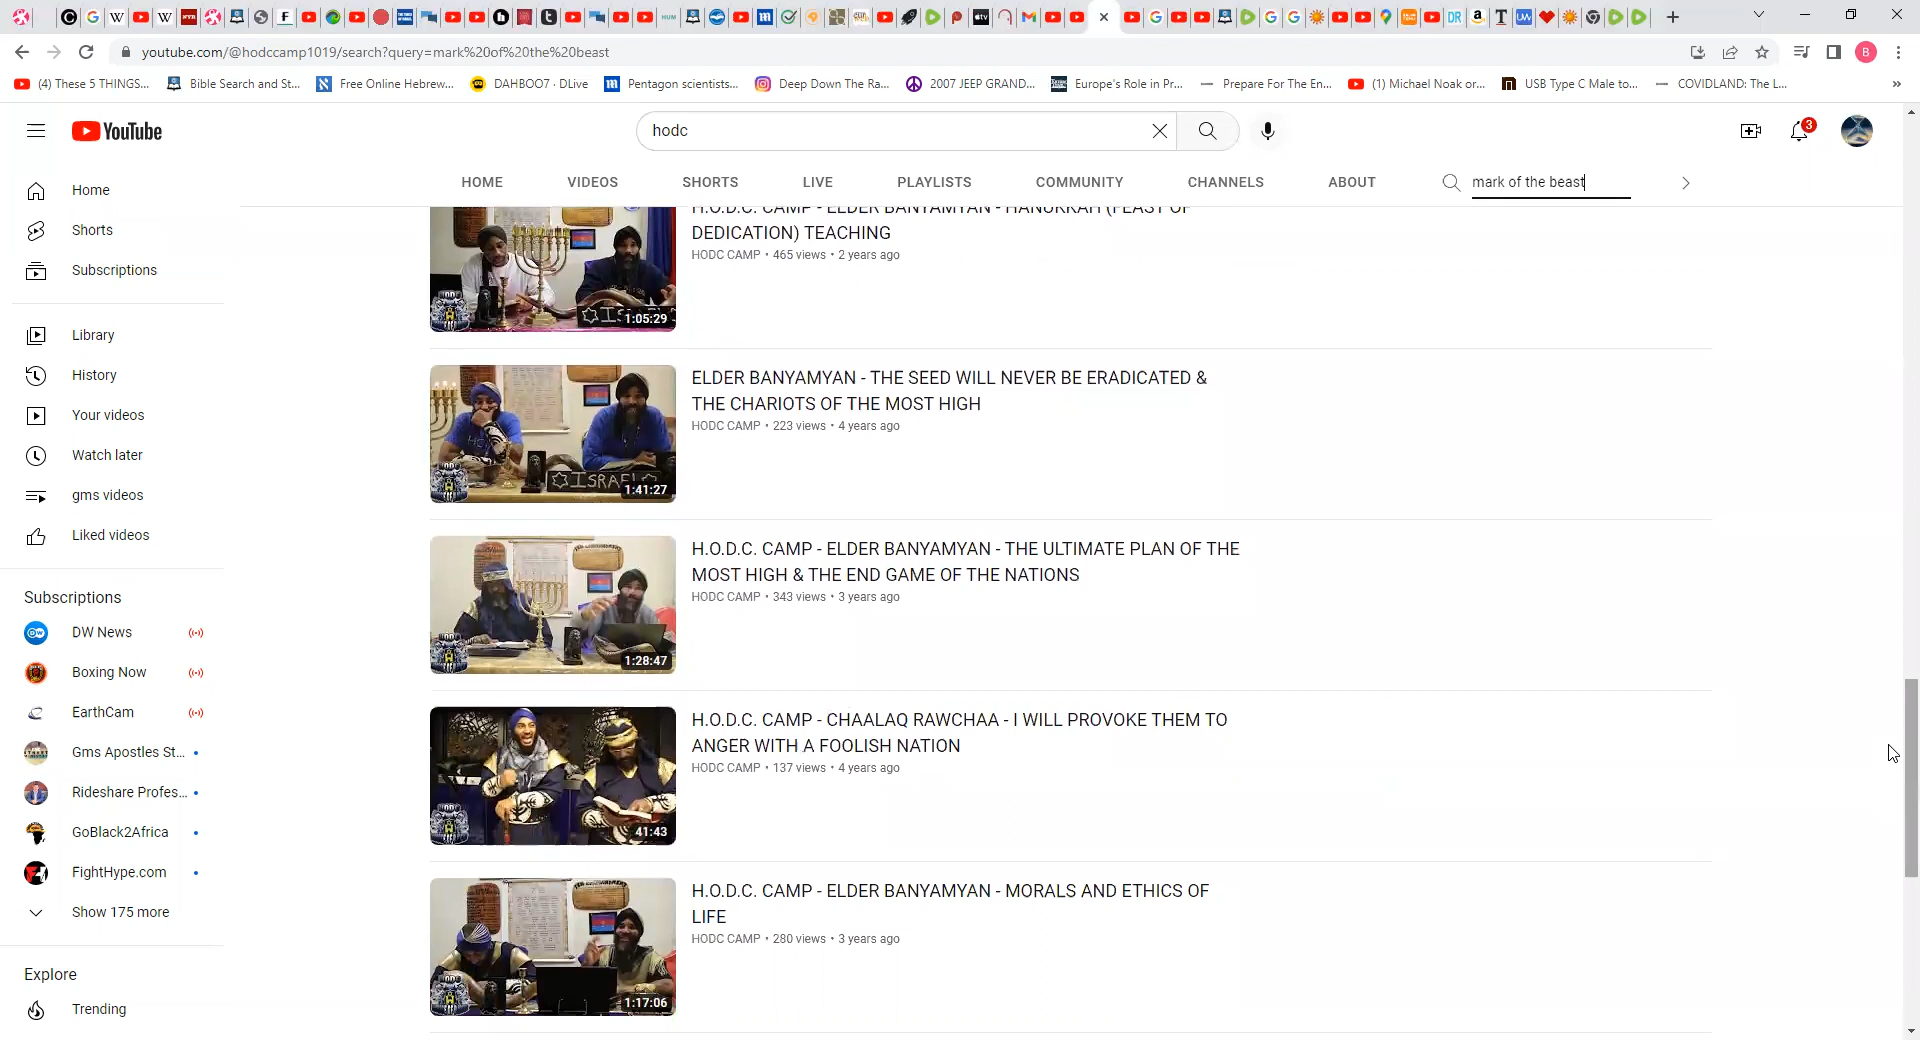 youtube.com/@hodccamp1019/search?query=mark%20of%20the%20beast
B
(4) These 5 THINGS...
Bible Search and St...
Free Online Hebrew...
DAHBOO7 · DLive
Pentagon scientists...
Deep Down The Ra...
2007 JEEP GRAND...
Europe's Role in Pr...
Prepare For The En...
(1) Michael Noak or...
USB Type C Male to...
COVIDLAND: The L...
»
YouTube
hodc
3
HOME VIDEOS SHORTS LIVE PLAYLISTS COMMUNITY CHANNELS ABOUT mark of the beast
Home
Shorts
Subscriptions
Library
History
Your videos
Watch later
gms videos
Liked videos
Subscriptions
DW News
Boxing Now
EarthCam
Gms Apostles St...
Rideshare Profes...
GoBlack2Africa
FightHype.com
Show 175 more
Explore
Trending
H.O.D.C. CAMP - ELDER BANYAMYAN - HANUKKAH (FEAST OF
DEDICATION) TEACHING
HODC CAMP • 465 views • 2 years ago
1:05:29
ELDER BANYAMYAN - THE SEED WILL NEVER BE ERADICATED &
THE CHARIOTS OF THE MOST HIGH
HODC CAMP • 223 views • 4 years ago
1:41:27
H.O.D.C. CAMP - ELDER BANYAMYAN - THE ULTIMATE PLAN OF THE
MOST HIGH & THE END GAME OF THE NATIONS
HODC CAMP • 343 views • 3 years ago
1:28:47
H.O.D.C. CAMP - CHAALAQ RAWCHAA - I WILL PROVOKE THEM TO
ANGER WITH A FOOLISH NATION
HODC CAMP • 137 views • 4 years ago
41:43
H.O.D.C. CAMP - ELDER BANYAMYAN - MORALS AND ETHICS OF
LIFE
HODC CAMP • 280 views • 3 years ago
1:17:06